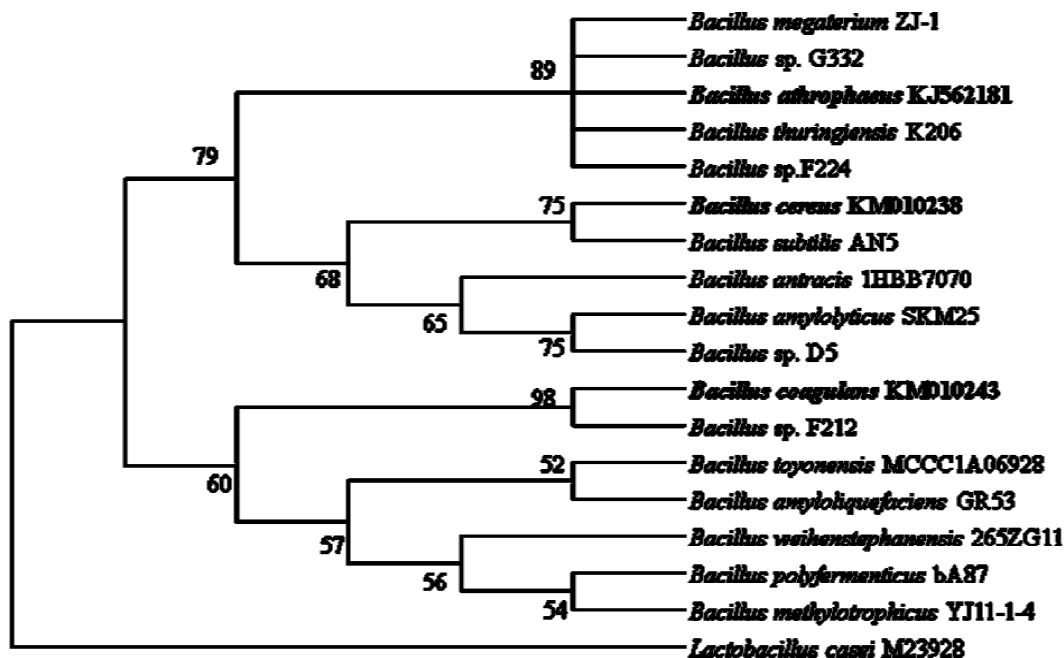 Bacillus megaterium ZJ-1
Bacillus sp. G332
89
Bacillus athrophaeus KJ562181
Bacillus thuringiensis K206
79
Bacillus sp.F224
75
Bacillus cereus KM010238
Bacillus subtilis AN5
68
Bacillus antracis 1HBB7070
65
Bacillus amylolyticus SKM25
75
Bacillus sp. D5
98
Bacillus coagulans KM010243
Bacillus sp. F212
52
Bacillus toyonensis MCCC1A06928
60
Bacillus amyloliquefaciens GR53
57
Bacillus weihenstephanensis 265ZG11
56
Bacillus polyfermenticus bA87
54
Bacillus methylotrophicus YJ11-1-4
Lactobacillus casei M23928